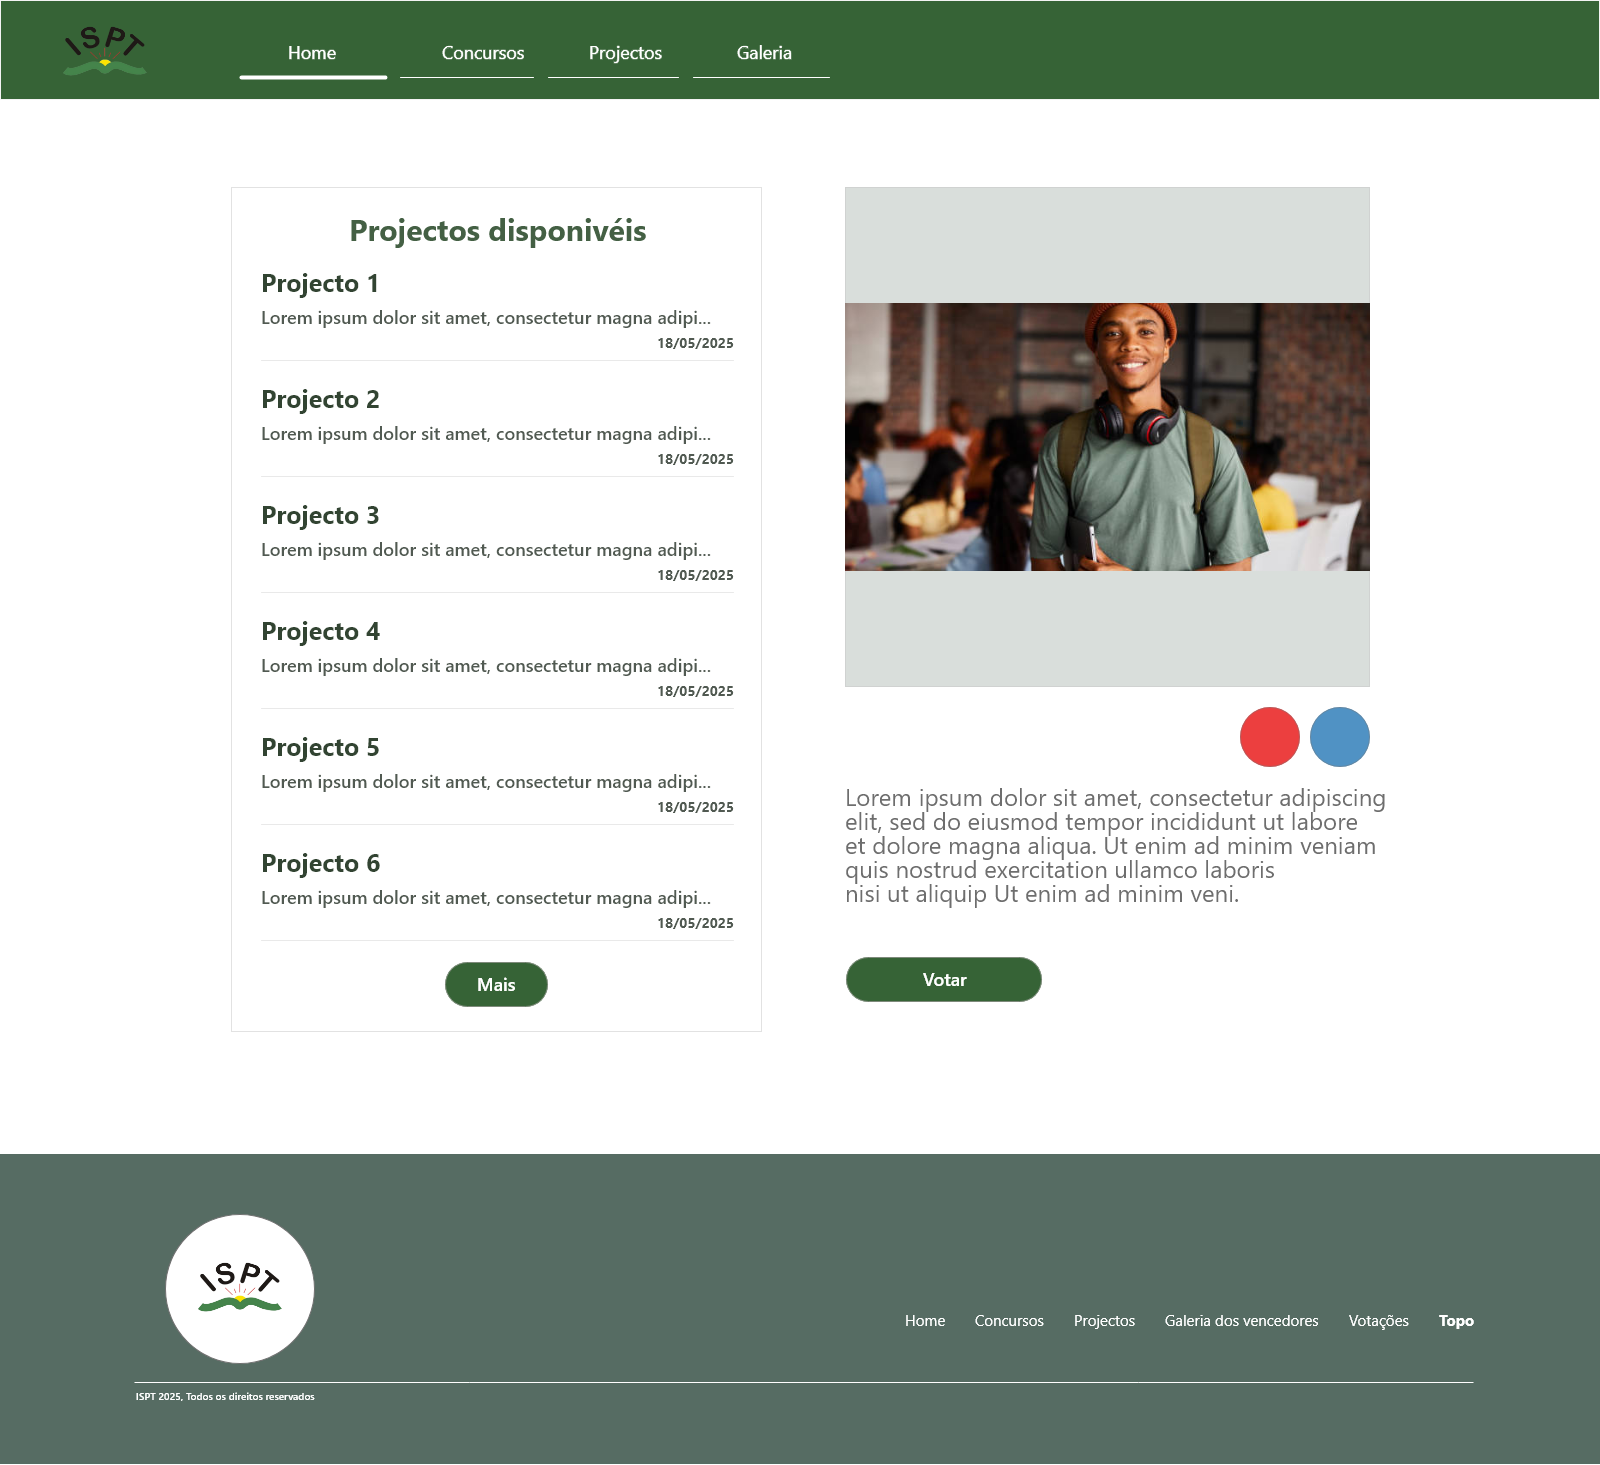 ISPT
Home
Concursos
Projectos
Galeria
Projectos disponivéis
Projecto 1
Lorem ipsum dolor sit amet, consectetur magna adipi...
18/05/2025
Projecto 2
Lorem ipsum dolor sit amet, consectetur magna adipi...
18/05/2025
Projecto 3
Lorem ipsum dolor sit amet, consectetur magna adipi...
18/05/2025
Projecto 4
Lorem ipsum dolor sit amet, consectetur magna adipi...
18/05/2025
Projecto 5
Lorem ipsum dolor sit amet, consectetur magna adipi...
18/05/2025
Projecto 6
Lorem ipsum dolor sit amet, consectetur magna adipi...
18/05/2025
Mais
Lorem ipsum dolor sit amet, consectetur adipiscing
elit, sed do eiusmod tempor incididunt ut labore
et dolore magna aliqua. Ut enim ad minim veniam
quis nostrud exercitation ullamco laboris
nisi ut aliquip Ut enim ad minim veni.
Votar
ISPT
Home
Concursos
Projectos
Galeria dos vencedores
Votações
Topo
ISPT 2025, Todos os direitos reservados